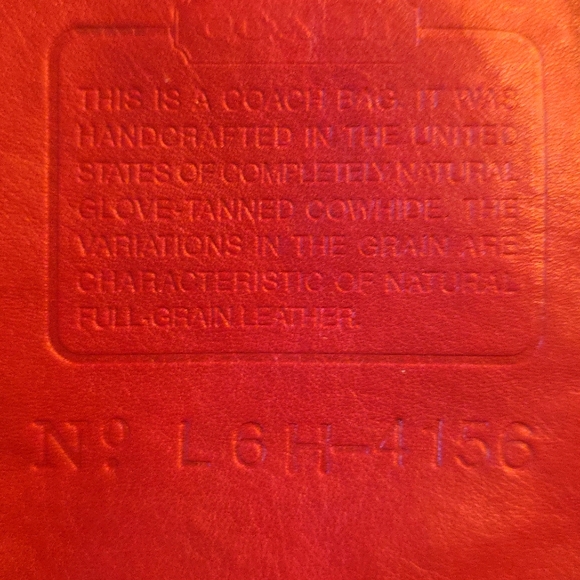 COACH
THIS IS A COACH BAG. IT WAS
HANDCRAFTED IN THE UNITED
STATES OF COMPLETELY NATURAL
GLOVE-TANNED COWHIDE. THE
VARIATIONS IN THE GRAIN ARE
CHARACTERISTIC OF NATURAL
FULL-GRAIN LEATHER.
Nº L6H-4156